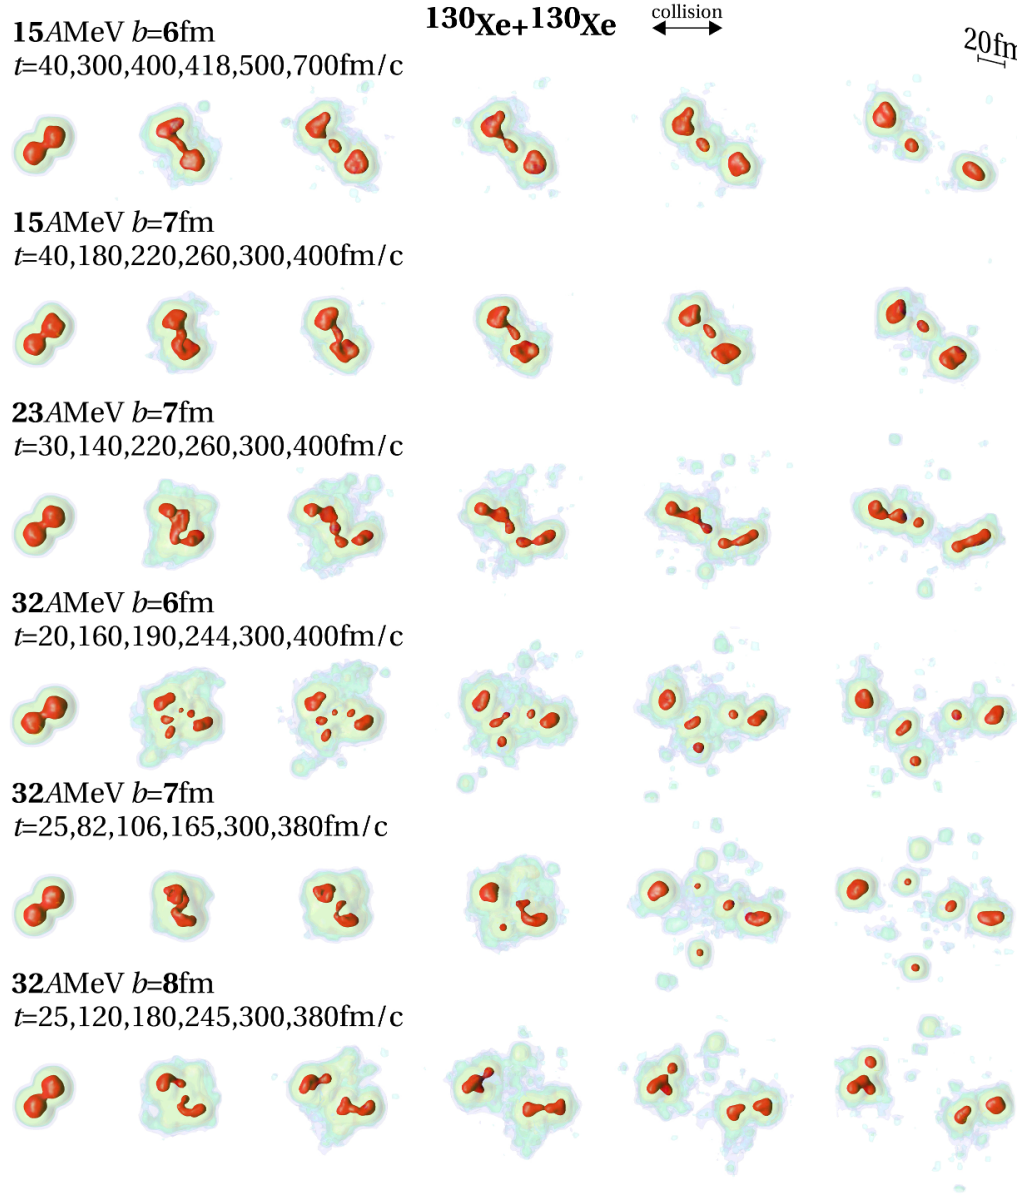 ¹³⁰Xe+¹³⁰Xe
collision
20fm
15AMeV b=6fm
t=40,300,400,418,500,700fm/c
15AMeV b=7fm
t=40,180,220,260,300,400fm/c
23AMeV b=7fm
t=30,140,220,260,300,400fm/c
32AMeV b=6fm
t=20,160,190,244,300,400fm/c
32AMeV b=7fm
t=25,82,106,165,300,380fm/c
32AMeV b=8fm
t=25,120,180,245,300,380fm/c